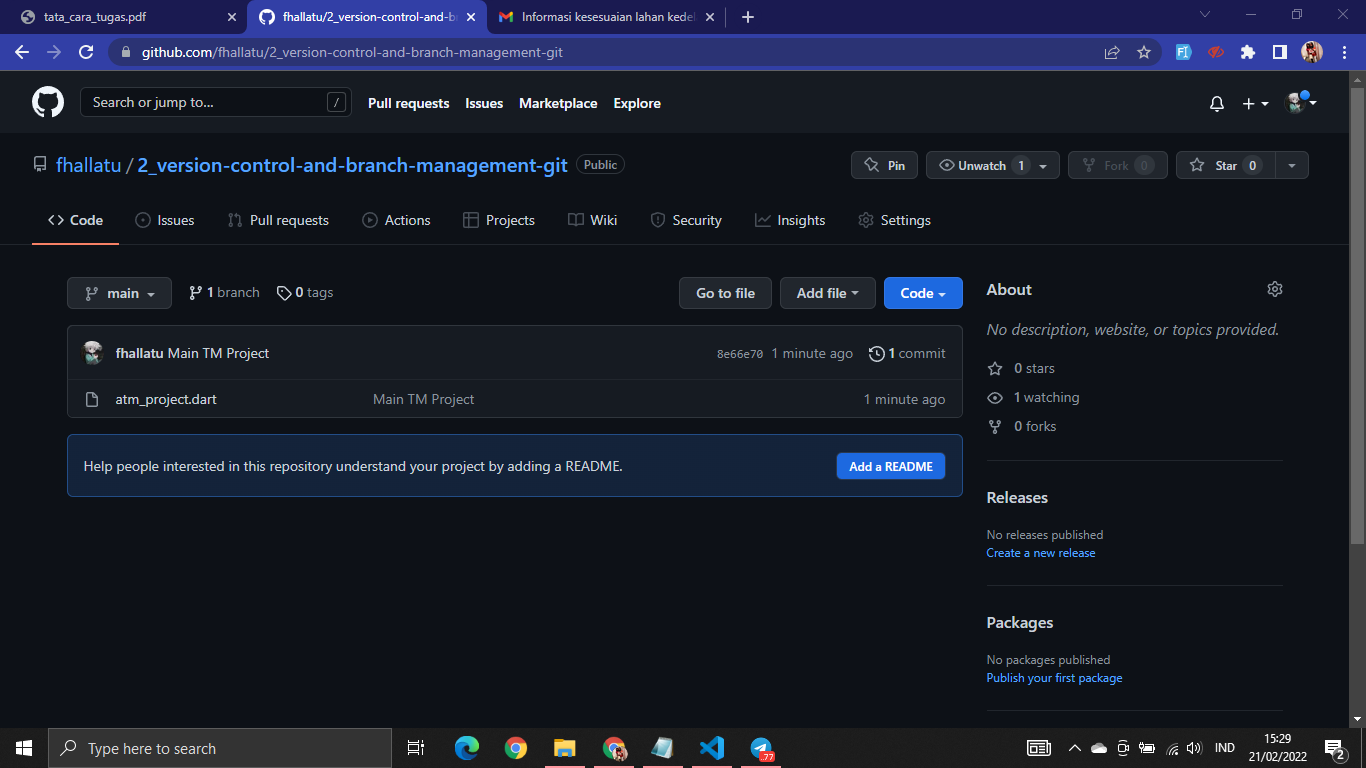 tata_cara_tugas.pdf
fhallatu/2_version-control-and-b
Informasi kesesuaian lahan kedel
github.com/fhallatu/2_version-control-and-branch-management-git
Search or jump to... /
Pull requests Issues Marketplace Explore
fhallatu / 2_version-control-and-branch-management-git Public
Pin Unwatch 1 Fork 0 Star 0
Code Issues Pull requests Actions Projects Wiki Security Insights Settings
main 1 branch 0 tags Go to file Add file Code
fhallatu Main TM Project 8e66e70 1 minute ago 1 commit
atm_project.dart Main TM Project 1 minute ago
Help people interested in this repository understand your project by adding a README. Add a README
About
No description, website, or topics provided.
0 stars
1 watching
0 forks
Releases
No releases published
Create a new release
Packages
No packages published
Publish your first package
Type here to search
77
IND
15:29
21/02/2022
2